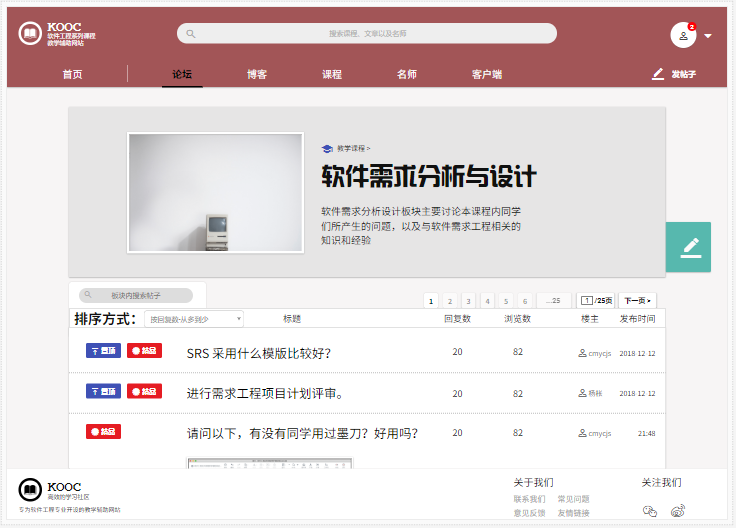 KOOC
软件工程系列课程
教学辅助网站
搜索课程、文章以及名师
2
首页
论坛
博客
课程
名师
客户端
发帖子
教学课程 >
软件需求分析与设计
软件需求分析设计板块主要讨论本课程内同学
们所产生的问题，以及与软件需求工程相关的
知识和经验
板块内搜索帖子
1 2 3 4 5 6 ...25 1 /25页 下一页 >
排序方式： 按回复数-从多到少 标题 回复数 浏览数 楼主 发布时间
置顶 精品 SRS 采用什么模版比较好？ 20 82 cmycjs 2018-12-12
置顶 精品 进行需求工程项目计划评审。 20 82 杨枨 2018-12-12
精品 请问以下，有没有同学用过墨刀？好用吗？ 20 82 cmycjs 21:48
KOOC
高效的学习社区
专为软件工程专业开设的教学辅助网站
关于我们
联系我们 常见问题
意见反馈 友情链接
关注我们